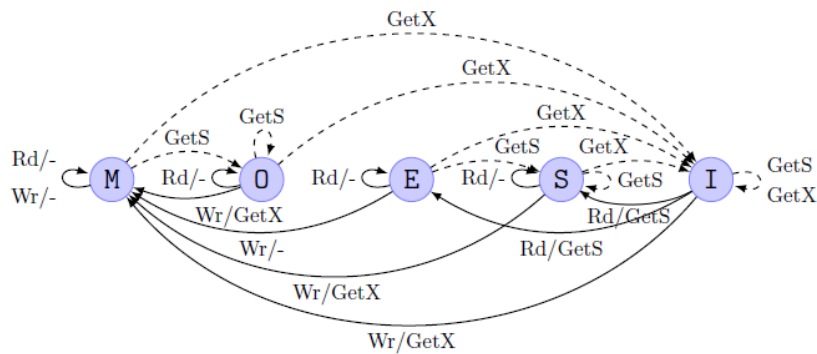 GetX
GetX
GetS
GetS
GetX
GetS
GetX
Rd/-
Wr/-
M
Rd/-
O
Rd/-
E
Rd/-
S
GetS
I
GetS
GetX
Wr/GetX
Rd/GetS
Wr/-
Rd/GetS
Wr/GetX
Wr/GetX